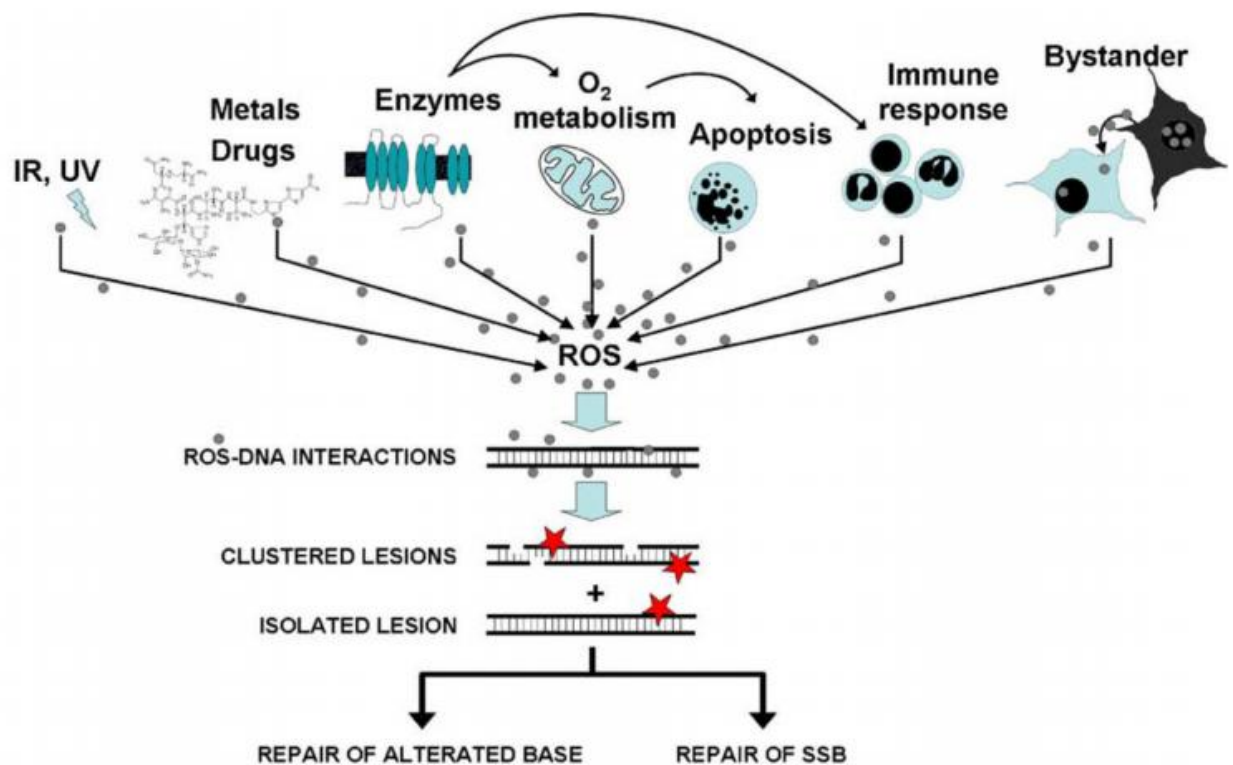 IR, UV
Metals
Drugs
Enzymes
O₂
metabolism
Apoptosis
Immune
response
Bystander
ROS
ROS-DNA INTERACTIONS
CLUSTERED LESIONS
+
ISOLATED LESION
REPAIR OF ALTERATED BASE
REPAIR OF SSB